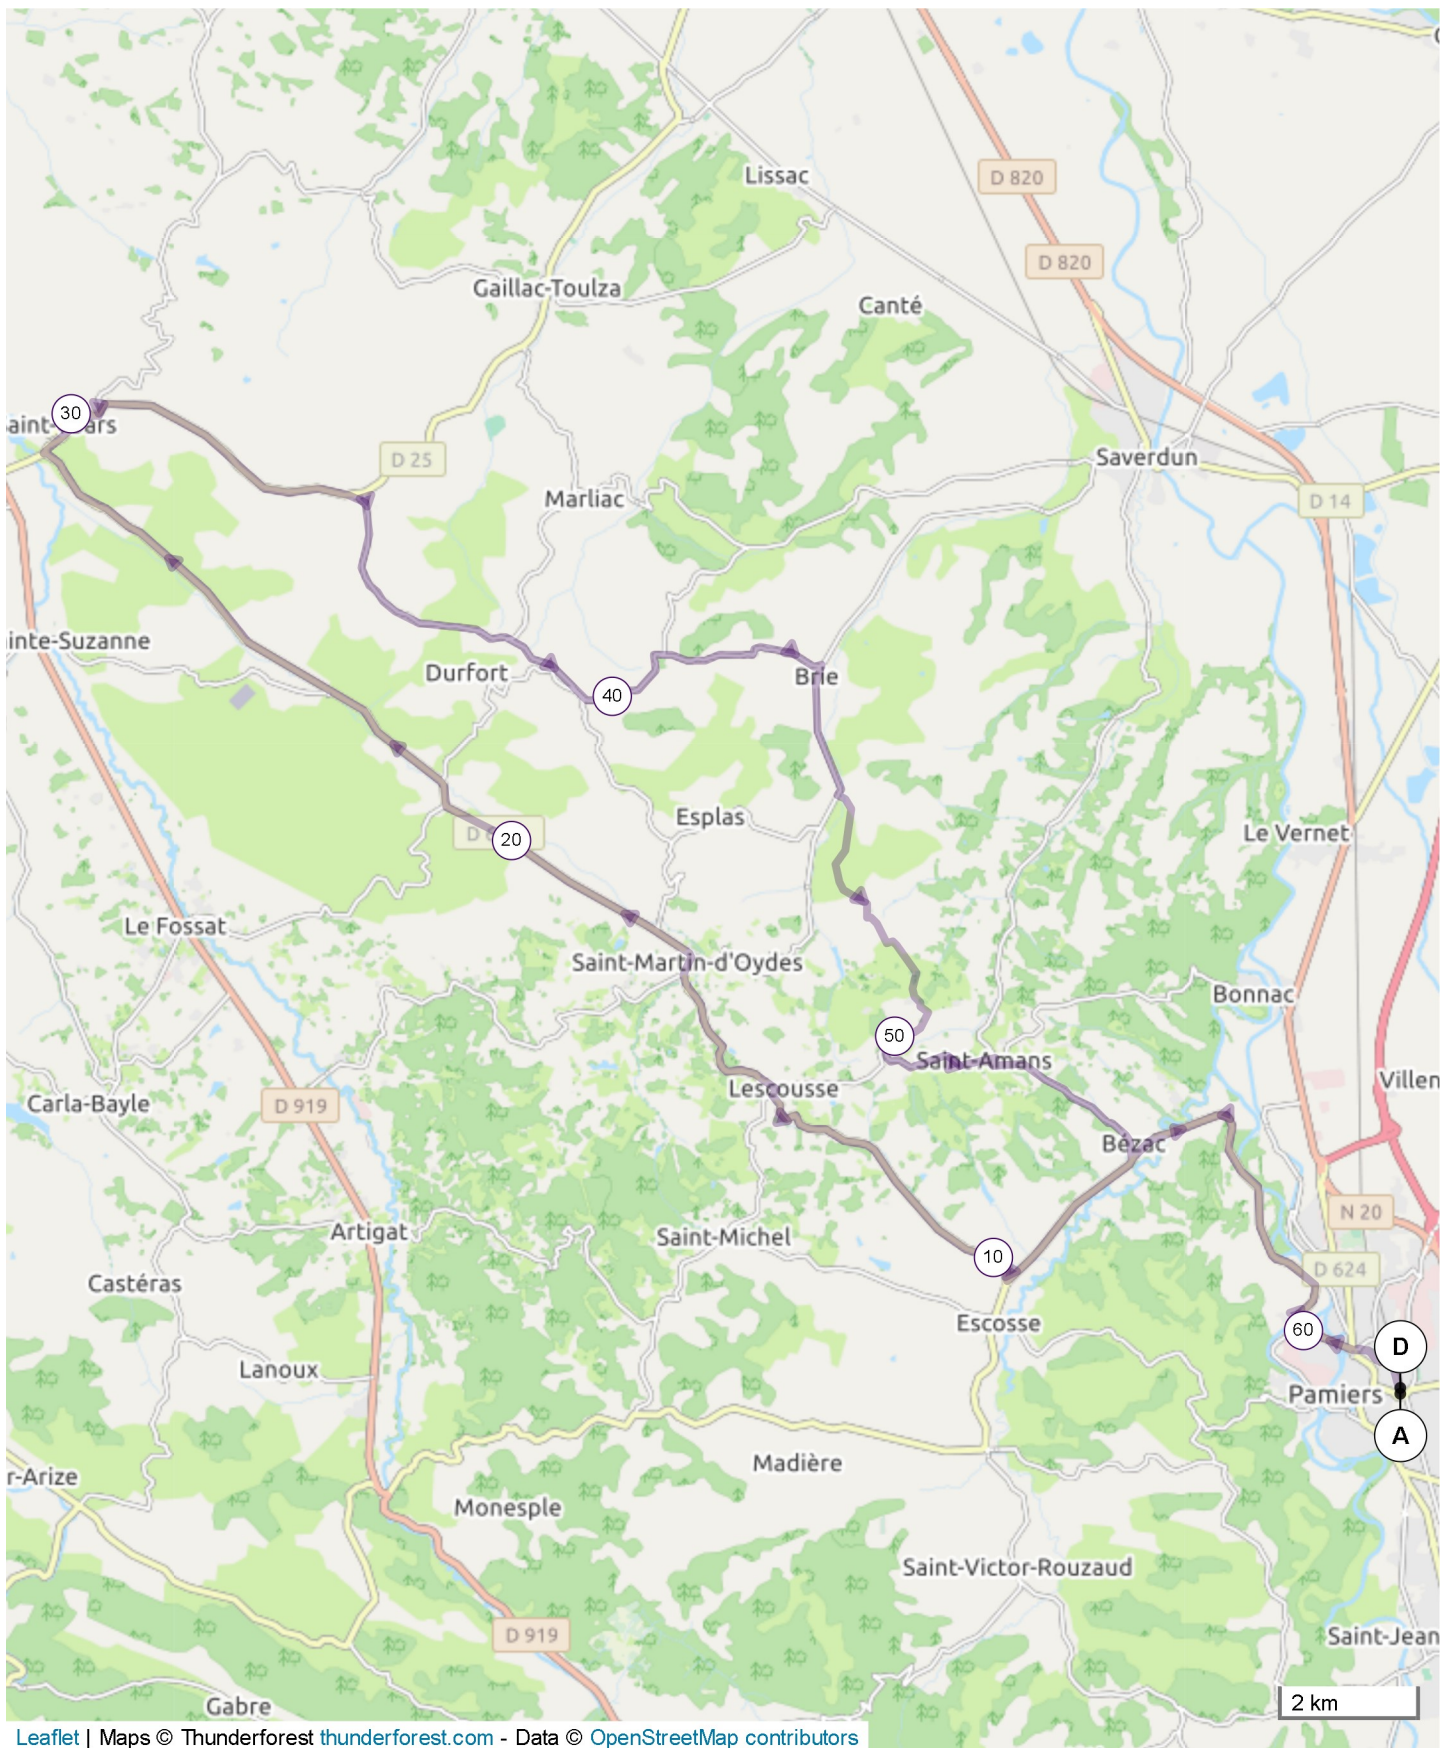 Lissac
D 820
D 820
Gaillac-Toulza
Canté
30
D 25
Saverdun
Marliac
D 14
Durfort
40
Brie
20
Esplas
Le Vernet
Le Fossat
Saint-Martin-d'Oydes
Bonnac
50
Saint-Amans
Lescousse
Carla-Bayle
D 919
Villen
Bézac
Artigat
Saint-Michel
N 20
10
D 624
Castéras
Escosse
60
D
Lanoux
Pamiers
A
Madière
r-Arize
Monesple
Saint-Victor-Rouzaud
D 919
Saint-Jean
Gabre
2 km
Leaflet | Maps © Thunderforest thunderforest.com - Data © OpenStreetMap contributors